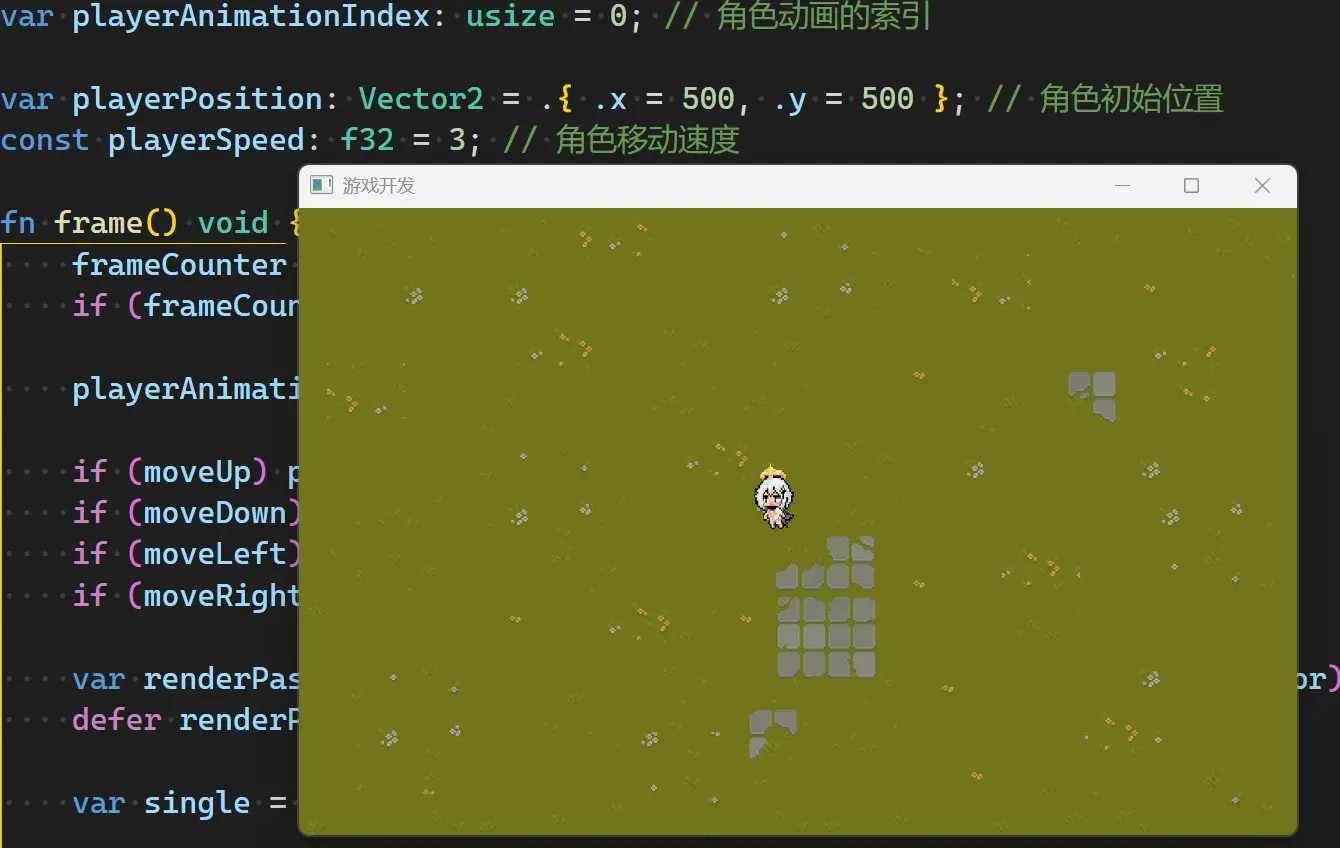 var playerAnimationIndex: usize = 0; // 角色动画的索引
var playerPosition: Vector2 = .{ .x = 500, .y = 500 }; // 角色初始位置
const playerSpeed: f32 = 3; // 角色移动速度
游戏开发
fn frame() void {
frameCounter
if (frameCoun
playerAnimati
if (moveUp) p
if (moveDown)
if (moveLeft)
if (moveRight
var renderPas or)
defer renderP
var single =